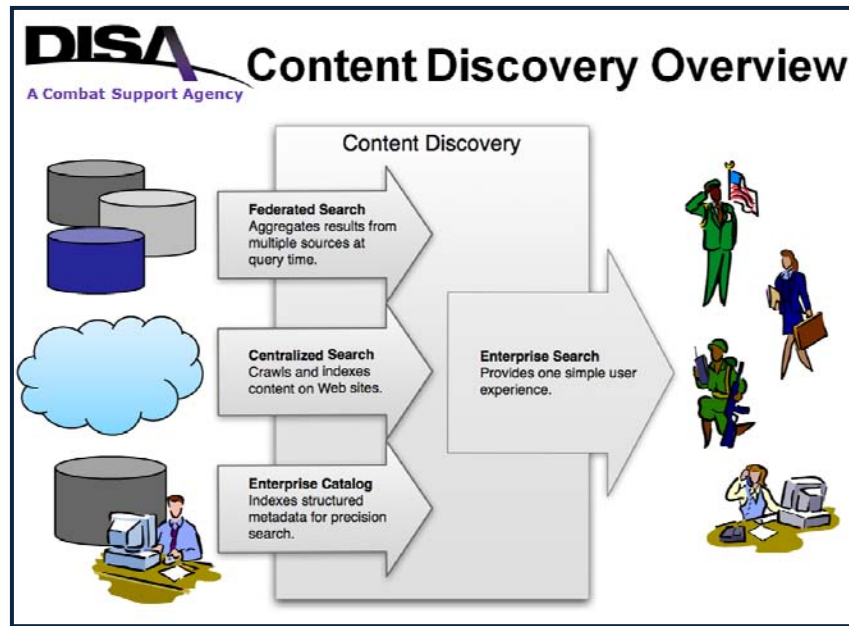 DISA
A Combat Support Agency
Content Discovery Overview
Content Discovery
Federated Search
Aggregates results from
multiple sources at
query time.
Centralized Search
Crawls and indexes
content on Web sites.
Enterprise Search
Provides one simple user
experience.
Enterprise Catalog
Indexes structured
metadata for precision
search.